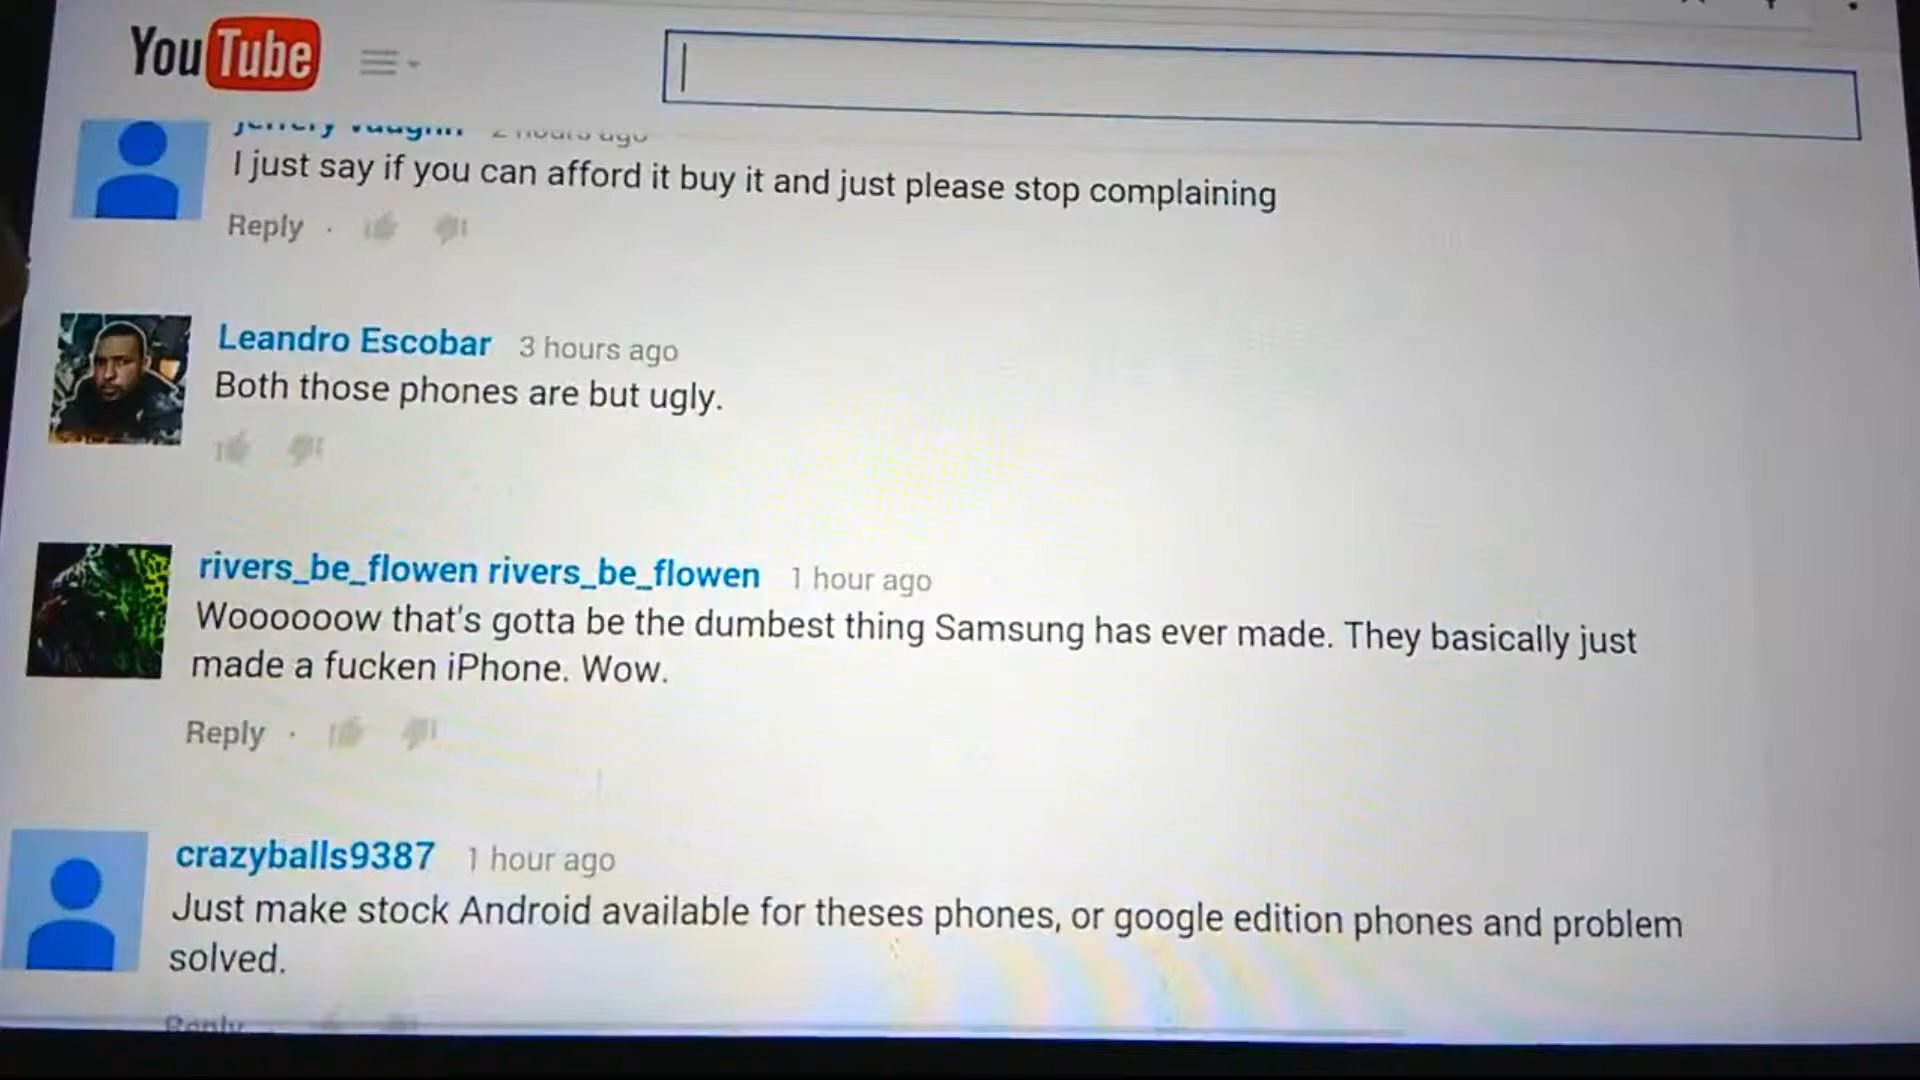 YouTube
I just say if you can afford it buy it and just please stop complaining
Reply ·
Leandro Escobar 3 hours ago
Both those phones are but ugly.
rivers_be_flowen rivers_be_flowen 1 hour ago
Woooooow that's gotta be the dumbest thing Samsung has ever made. They basically just
made a fucken iPhone. Wow.
Reply ·
crazyballs9387 1 hour ago
Just make stock Android available for theses phones, or google edition phones and problem
solved.
Reply